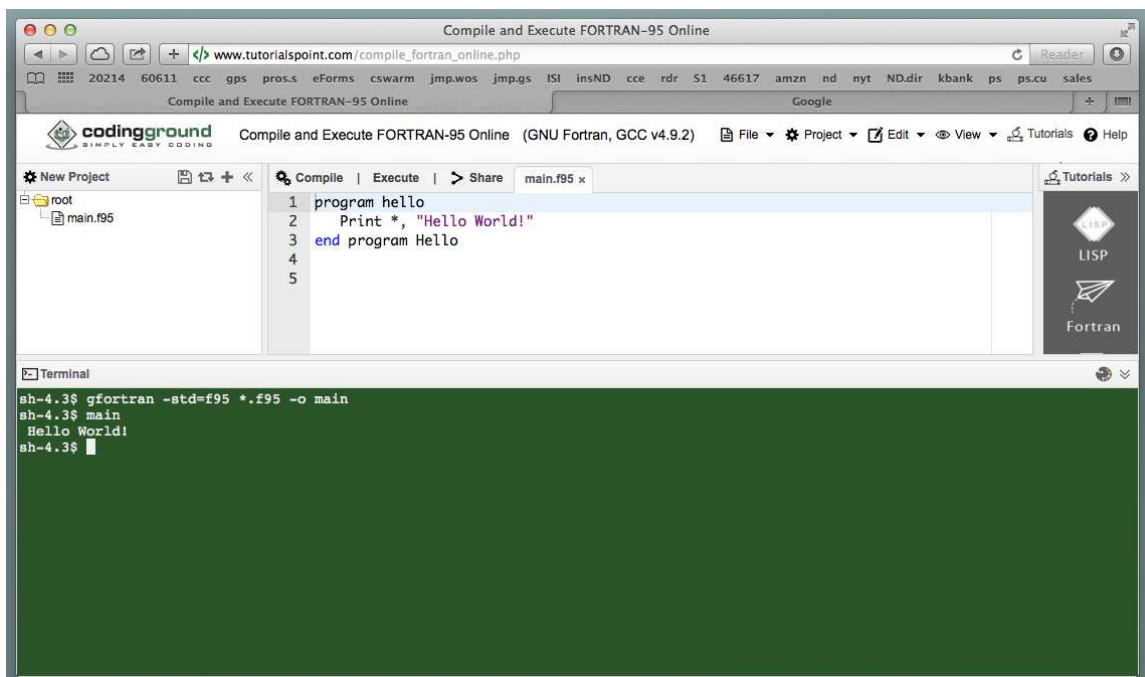 Compile and Execute FORTRAN-95 Online
www.tutorialspoint.com/compile_fortran_online.php
Reader
20214 60611 ccc gps pros.s eForms cswarm jmp.wos jmp.gs ISI insND cce rdr S1 46617 amzn nd nyt ND.dir kbank ps ps.cu sales
Compile and Execute FORTRAN-95 Online
Google
codingground
SIMPLY EASY CODING
Compile and Execute FORTRAN-95 Online (GNU Fortran, GCC v4.9.2)
File Project Edit View Tutorials Help
New Project
Compile | Execute | Share main.f95 x
Tutorials
root
main.f95
1 program hello
2 Print *, "Hello World!"
3 end program Hello
4
5
LISP
LISP
Fortran
Terminal
sh-4.3$ gfortran -std=f95 *.f95 -o main
sh-4.3$ main
Hello World!
sh-4.3$